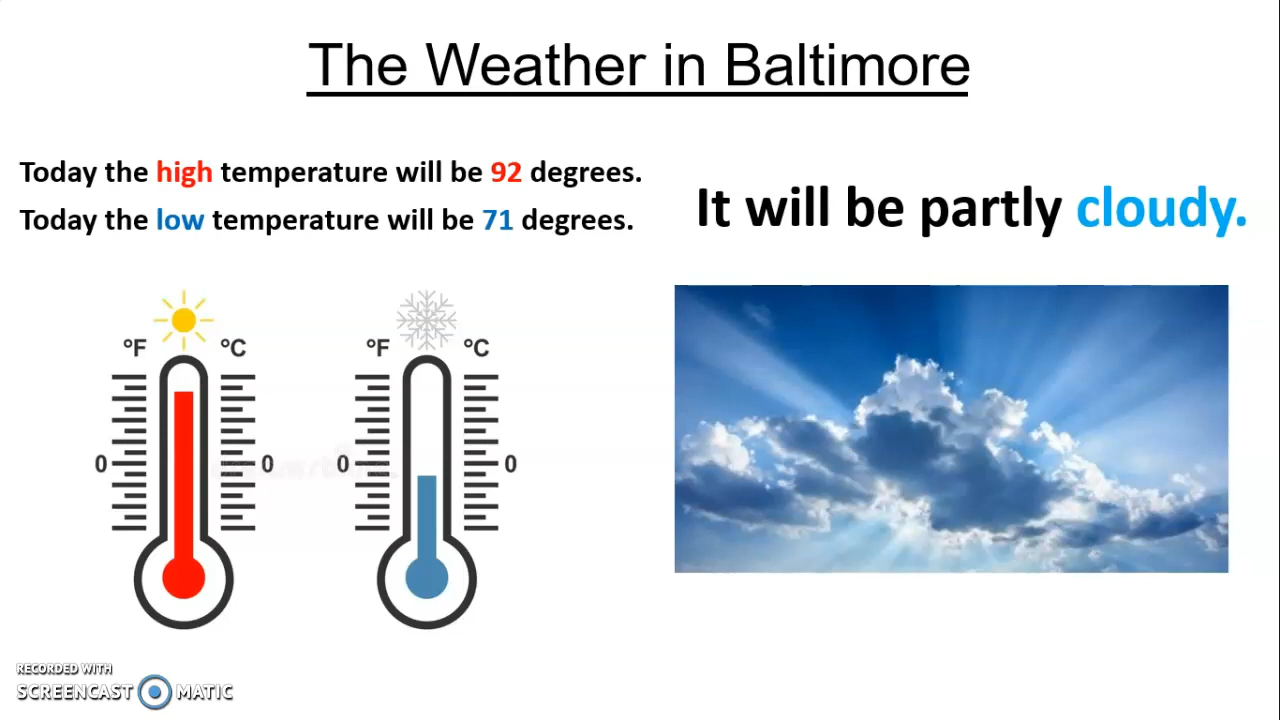 The Weather in Baltimore
Today the high temperature will be 92 degrees.
Today the low temperature will be 71 degrees.
It will be partly cloudy.
°F °C
0 0
°F °C
0 0
RECORDED WITH
SCREENCAST MATIC